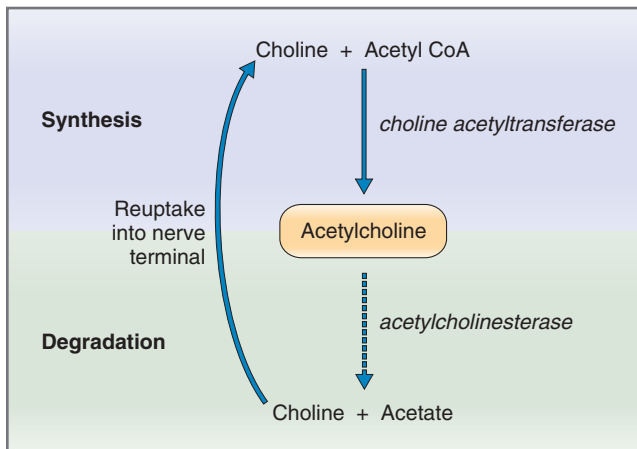 Choline + Acetyl CoA
Synthesis
choline acetyltransferase
Reuptake
into nerve
terminal
Acetylcholine
acetylcholinesterase
Degradation
Choline + Acetate